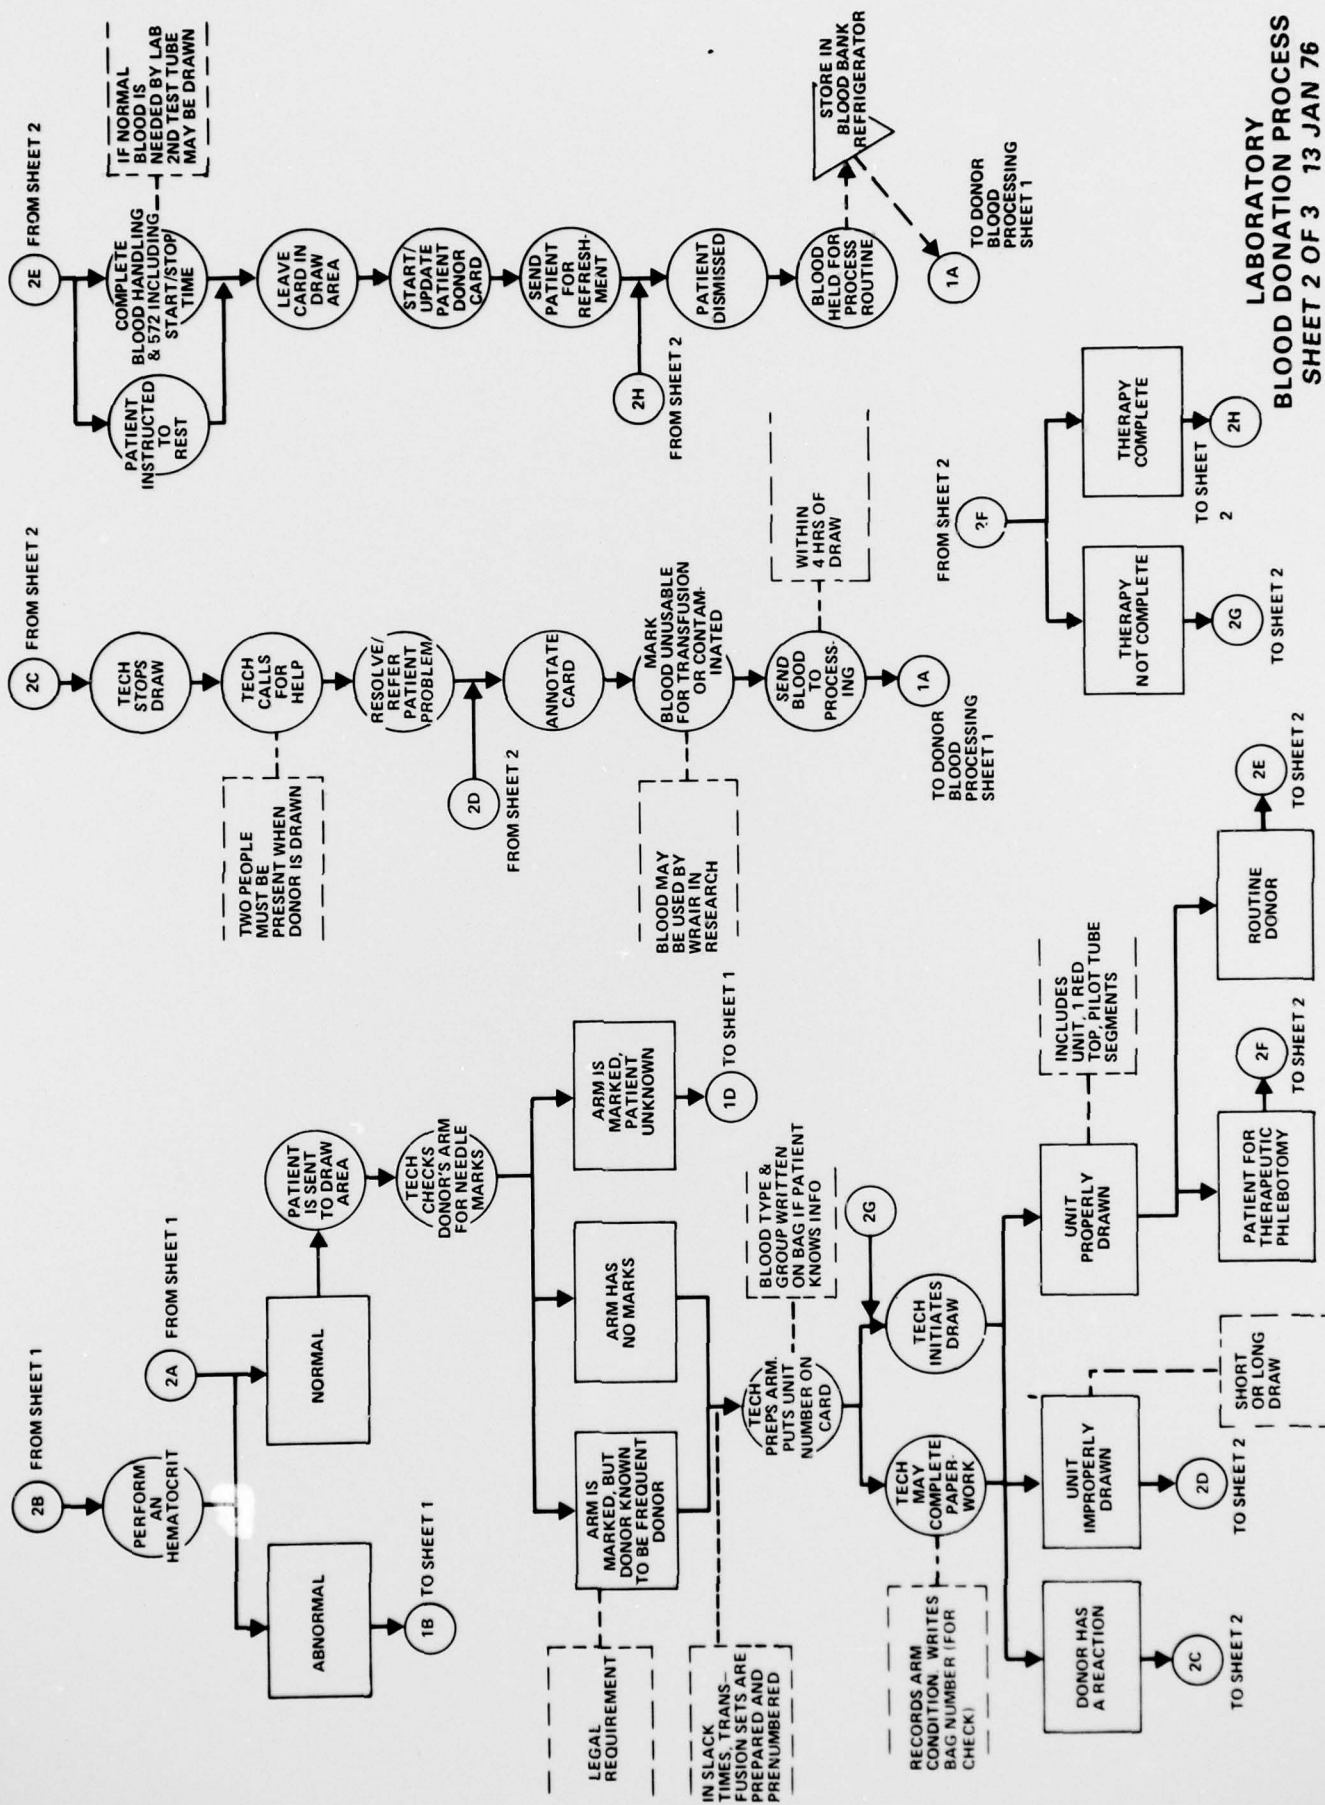 2B
FROM SHEET 1
PERFORM
AN
HEMATOCRIT
2A
FROM SHEET 1
ABNORMAL
NORMAL
1B
TO SHEET 1
PATIENT
IS SENT
TO DRAW
AREA
TECH
CHECKS
DONOR'S ARM
FOR NEEDLE
MARKS
LEGAL
REQUIREMENT
ARM IS
MARKED, BUT
DONOR KNOWN
TO BE FREQUENT
DONOR
ARM HAS
NO MARKS
ARM IS
MARKED,
PATIENT
UNKNOWN
1D
TO SHEET 1
IN SLACK
TIMES, TRANS-
FUSION SETS ARE
PREPARED AND
PRENUMBERED
TECH
PREPS ARM.
PUTS UNIT
NUMBER ON
CARD
BLOOD TYPE &
GROUP WRITTEN
ON BAG IF PATIENT
KNOWS INFO
2G
RECORDS ARM
CONDITION. WRITES
BAG NUMBER (FOR
CHECK)
TECH
MAY
COMPLETE
PAPER-
WORK
TECH
INITIATES
DRAW
DONOR HAS
A REACTION
2C
TO SHEET 2
UNIT
IMPROPERLY
DRAWN
2D
TO SHEET 2
SHORT
OR LONG
DRAW
UNIT
PROPERLY
DRAWN
INCLUDES
UNIT, 1 RED
TOP, PILOT TUBE
SEGMENTS
PATIENT FOR
THERAPEUTIC
PHLEBOTOMY
2F
TO SHEET 2
ROUTINE
DONOR
2E
TO SHEET 2
2C
FROM SHEET 2
TECH
STOPS
DRAW
TWO PEOPLE
MUST BE
PRESENT WHEN
DONOR IS DRAWN
TECH
CALLS
FOR
HELP
RESOLVE/
REFER
PATIENT
PROBLEM
2D
FROM SHEET 2
ANNOTATE
CARD
BLOOD MAY
BE USED BY
WRAIR IN
RESEARCH
MARK
BLOOD UNUSABLE
FOR TRANSFUSION
OR CONTAM-
INATED
SEND
BLOOD
TO
PROCESS-
ING
WITHIN
4 HRS OF
DRAW
1A
TO DONOR
BLOOD
PROCESSING
SHEET 1
FROM SHEET 2
2F
THERAPY
NOT COMPLETE
2G
TO SHEET 2
THERAPY
COMPLETE
2H
TO SHEET
2
2E
FROM SHEET 2
PATIENT
INSTRUCTED
TO
REST
COMPLETE
BLOOD HANDLING
& 572 INCLUDING
START/STOP
TIME
IF NORMAL
BLOOD IS
NEEDED BY LAB
2ND TEST TUBE
MAY BE DRAWN
LEAVE
CARD IN
DRAW
AREA
START/
UPDATE
PATIENT
DONOR
CARD
SEND
PATIENT
FOR
REFRESH-
MENT
2H
FROM SHEET 2
PATIENT
DISMISSED
BLOOD
HELD FOR
PROCESS
ROUTINE
STORE IN
BLOOD BANK
REFRIGERATOR
1A
TO DONOR
BLOOD
PROCESSING
SHEET 1
LABORATORY
BLOOD DONATION PROCESS
SHEET 2 OF 3 13 JAN 76